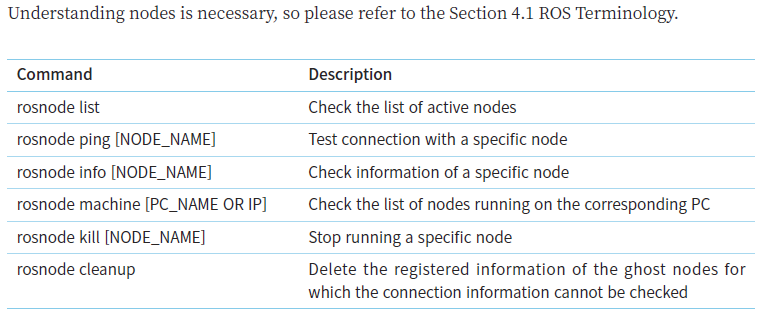 Understanding nodes is necessary, so please refer to the Section 4.1 ROS Terminology.
Command Description
rosnode list Check the list of active nodes
rosnode ping [NODE_NAME] Test connection with a specific node
rosnode info [NODE_NAME] Check information of a specific node
rosnode machine [PC_NAME OR IP] Check the list of nodes running on the corresponding PC
rosnode kill [NODE_NAME] Stop running a specific node
rosnode cleanup Delete the registered information of the ghost nodes for
which the connection information cannot be checked